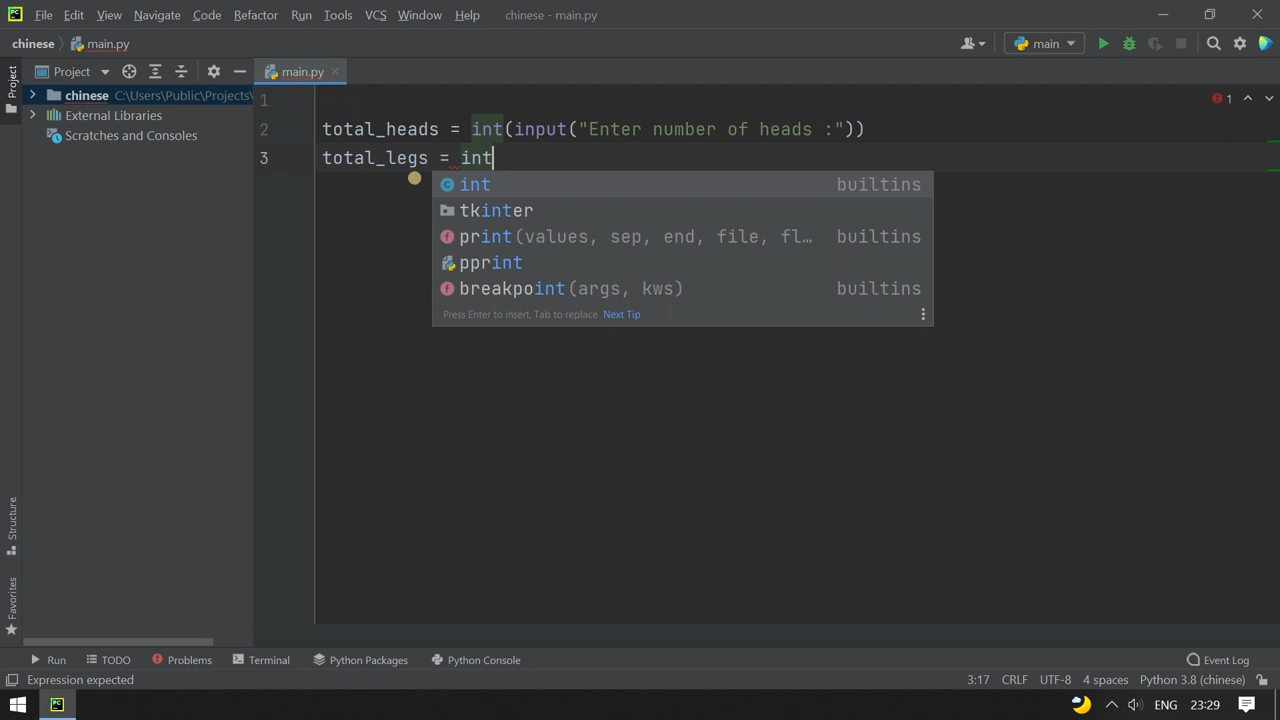 File Edit View Navigate Code Refactor Run Tools VCS Window Help chinese - main.py
chinese main.py main
Project main.py
Project
chinese C:\Users\Public\Projects\
External Libraries
Scratches and Consoles
1
1
2 total_heads = int(input("Enter number of heads :"))
3 total_legs = int
int builtins
tkinter
print(values, sep, end, file, fl… builtins
pprint
breakpoint(args, kws) builtins
Press Enter to insert, Tab to replace Next Tip
Structure
Favorites
Run TODO Problems Terminal Python Packages Python Console Event Log
Expression expected 3:17 CRLF UTF-8 4 spaces Python 3.8 (chinese)
ENG 23:29